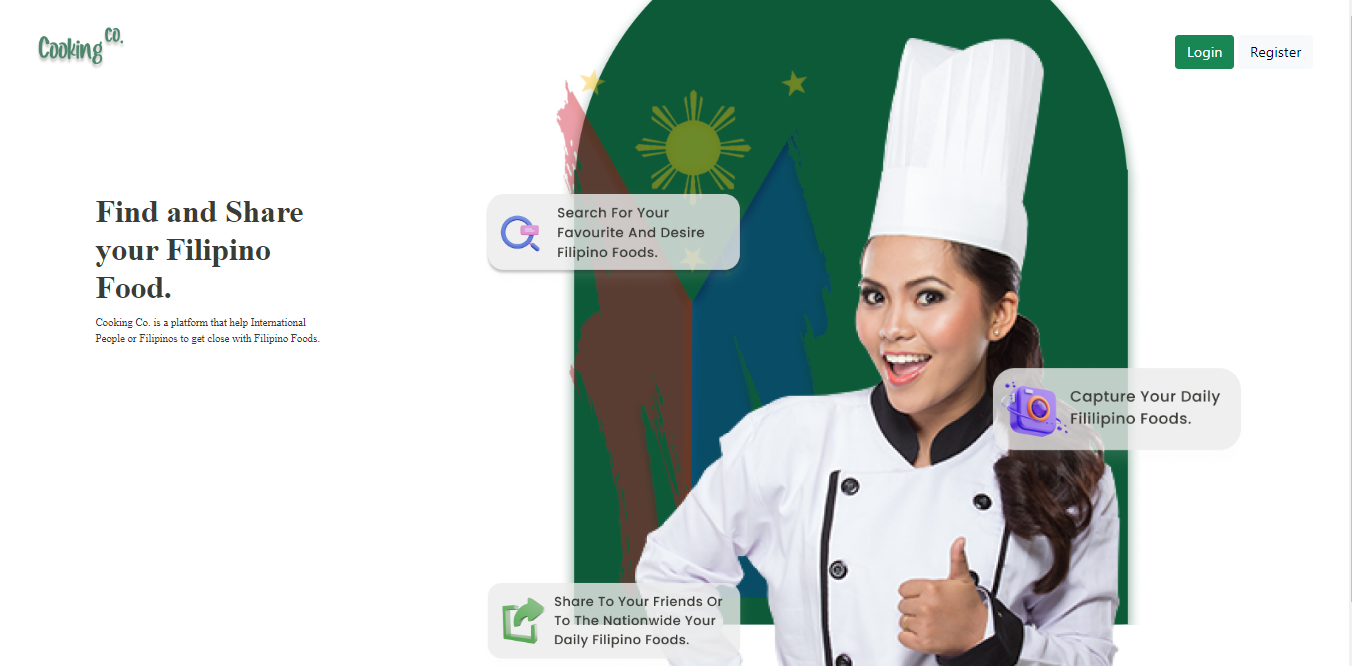 Cooking Co.
Login
Register
Find and Share
your Filipino
Food.
Cooking Co. is a platform that help International
People or Filipinos to get close with Filipino Foods.
Search For Your
Favourite And Desire
Filipino Foods.
Capture Your Daily
Fililipino Foods.
Share To Your Friends Or
To The Nationwide Your
Daily Filipino Foods.